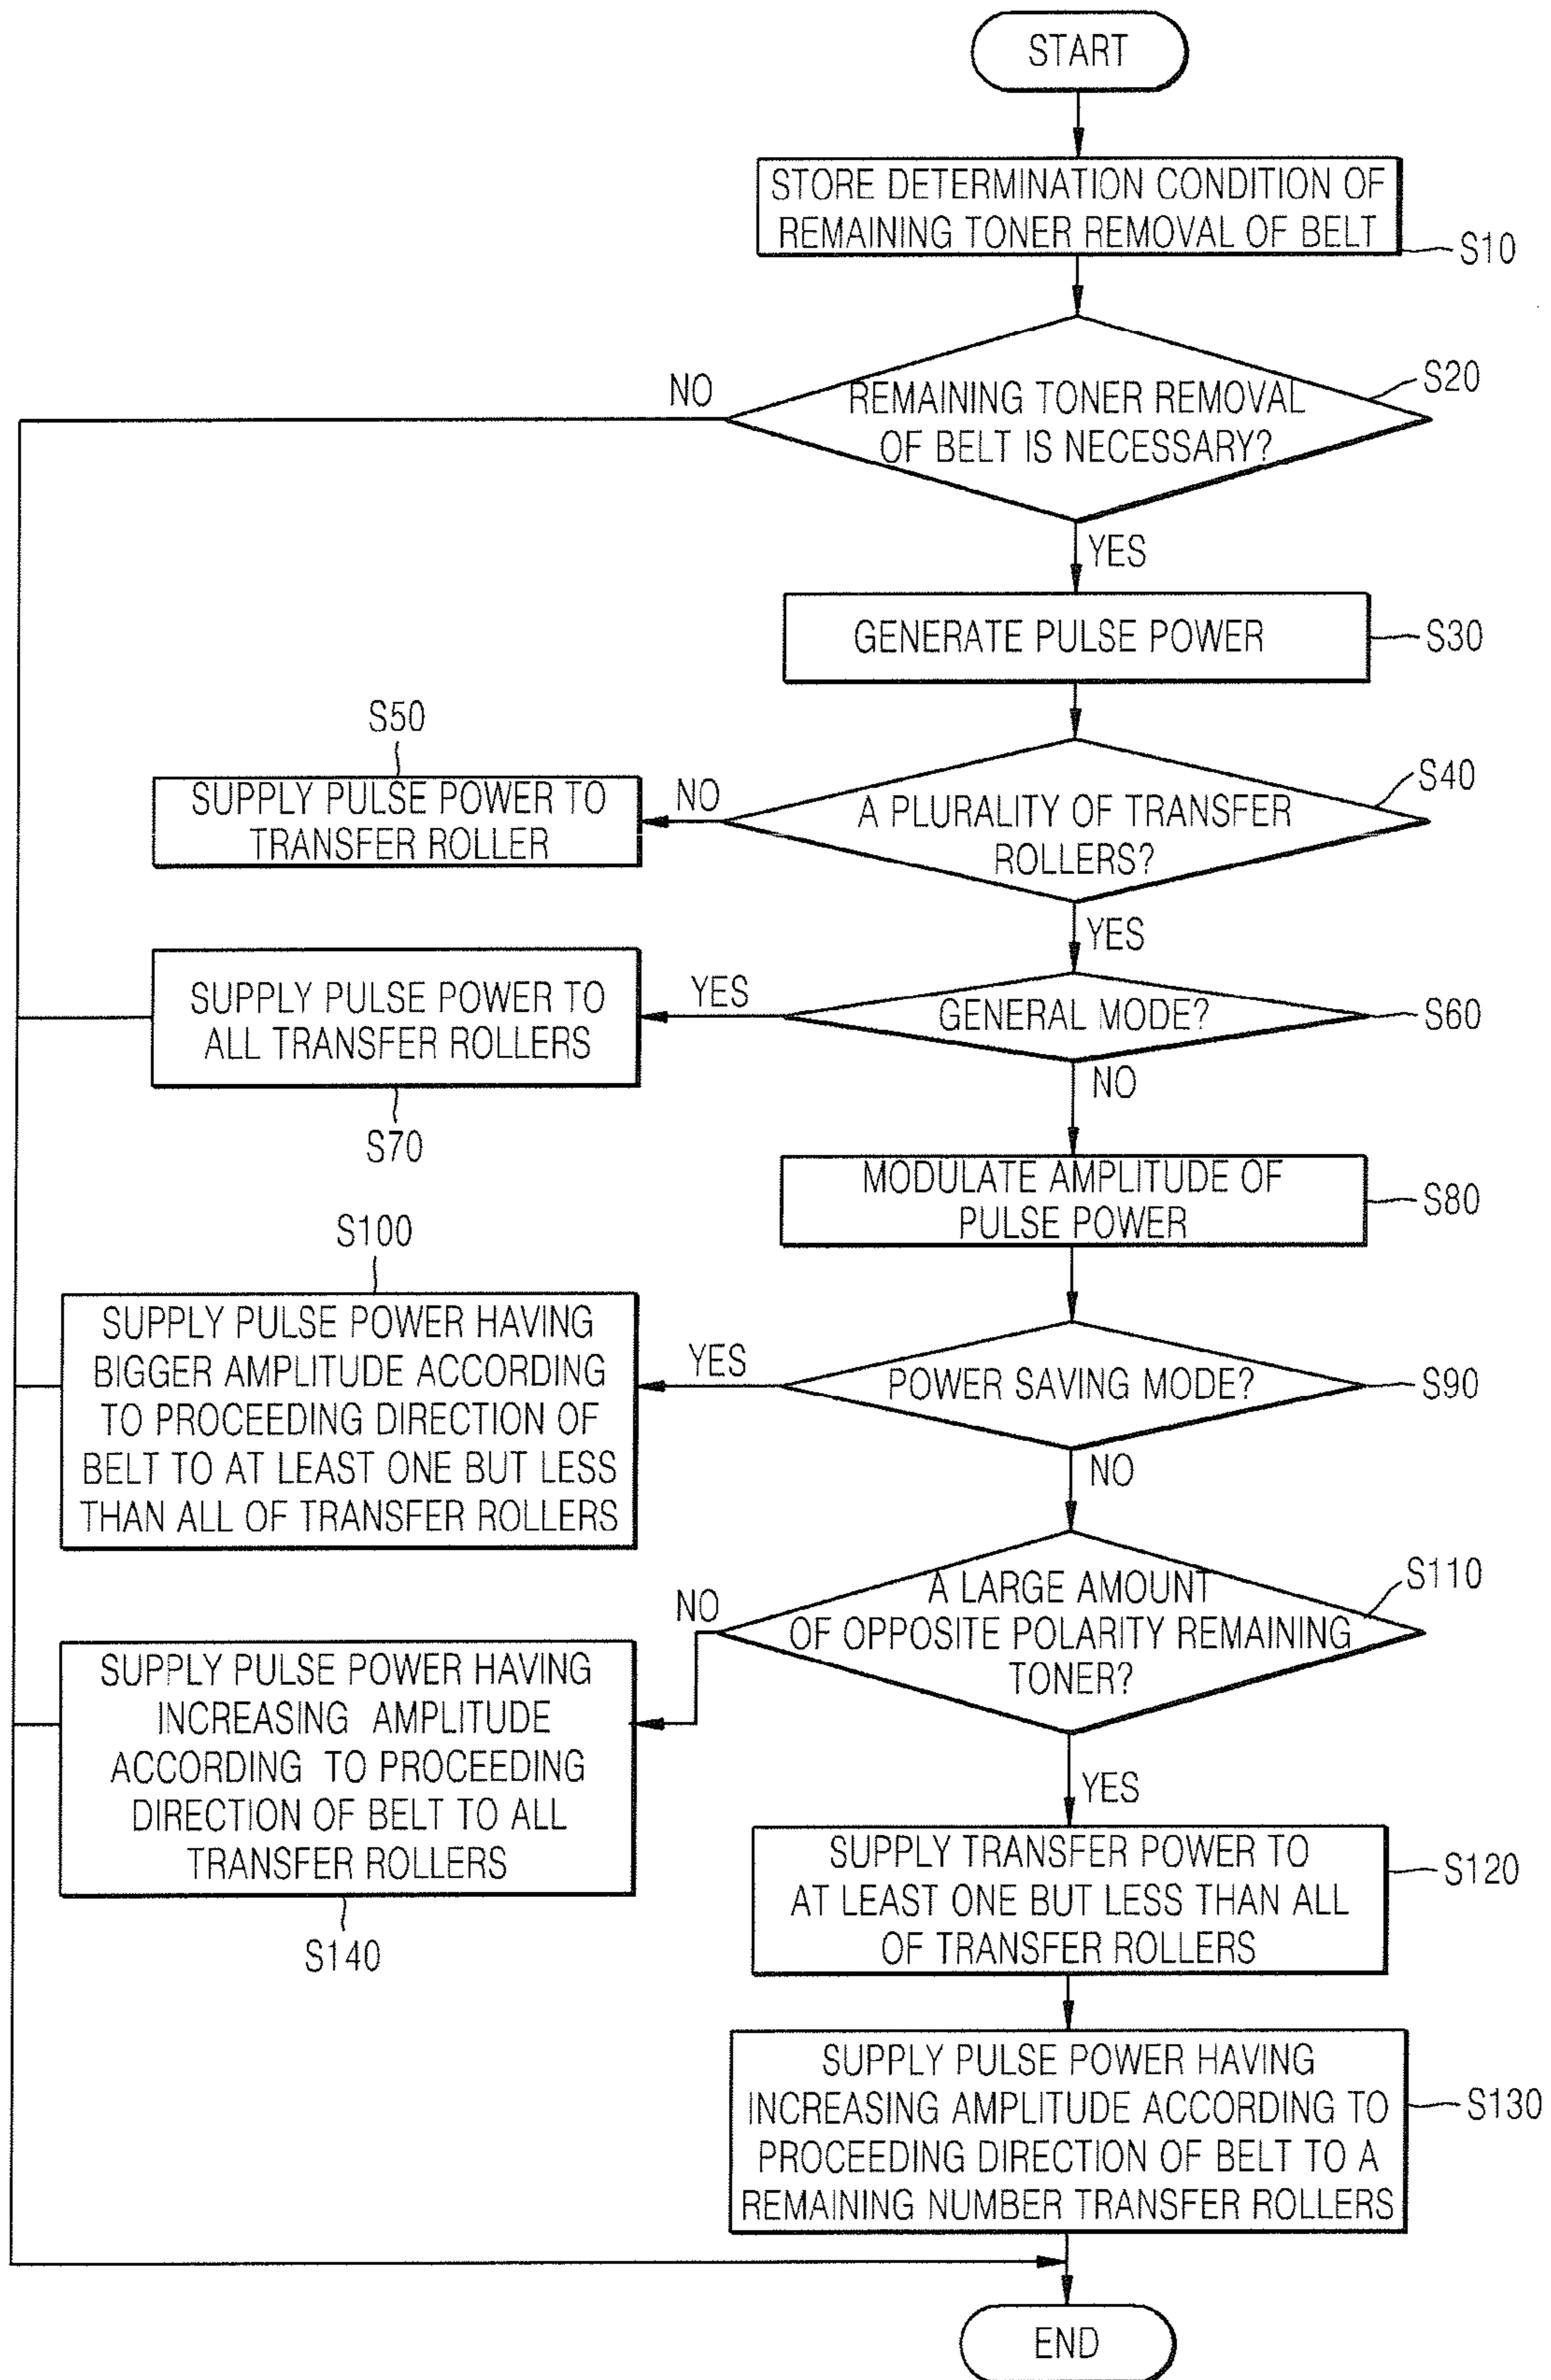 START
STORE DETERMINATION CONDITION OF
REMAINING TONER REMOVAL OF BELT
S10
S20
NO
REMAINING TONER REMOVAL
OF BELT IS NECESSARY?
YES
GENERATE PULSE POWER
S30
S50
S40
SUPPLY PULSE POWER TO
TRANSFER ROLLER
NO
A PLURALITY OF TRANSFER
ROLLERS?
YES
SUPPLY PULSE POWER TO
ALL TRANSFER ROLLERS
YES
GENERAL MODE?
S60
NO
S70
MODULATE AMPLITUDE OF
PULSE POWER
S80
S100
SUPPLY PULSE POWER HAVING
BIGGER AMPLITUDE ACCORDING
TO PROCEEDING DIRECTION OF
BELT TO AT LEAST ONE BUT LESS
THAN ALL OF TRANSFER ROLLERS
YES
POWER SAVING MODE?
S90
NO
S110
NO
A LARGE AMOUNT
OF OPPOSITE POLARITY REMAINING
TONER?
SUPPLY PULSE POWER HAVING
INCREASING AMPLITUDE
ACCORDING TO PROCEEDING
DIRECTION OF BELT TO ALL
TRANSFER ROLLERS
S140
YES
SUPPLY TRANSFER POWER TO
AT LEAST ONE BUT LESS THAN ALL
OF TRANSFER ROLLERS
S120
SUPPLY PULSE POWER HAVING
INCREASING AMPLITUDE ACCORDING TO
PROCEEDING DIRECTION OF BELT TO A
REMAINING NUMBER TRANSFER ROLLERS
S130
END